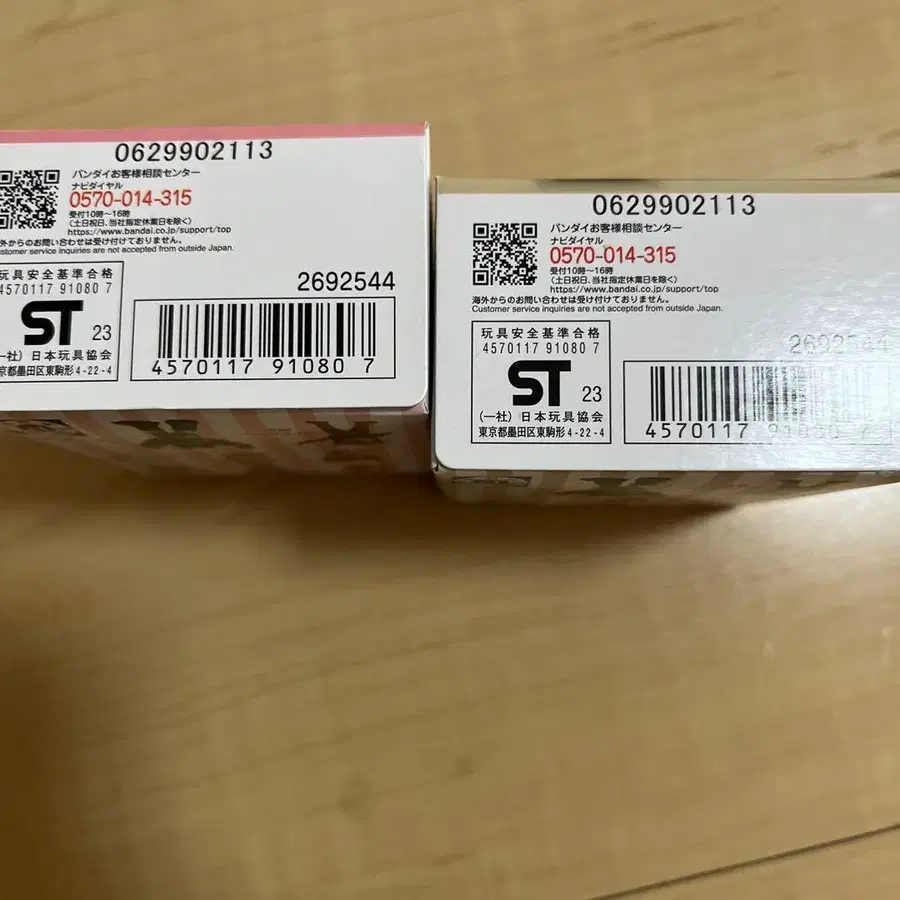 0629902113
バンダイお客様相談センター
ナビダイヤル
0570-014-315
受付10時〜16時
(土日祝日、当社指定休業日を除く)
https://www.bandai.co.jp/support/top
海外からのお問い合わせは受け付けておりません。
Customer service inquiries are not accepted from outside Japan.
玩具安全基準合格
4570117 91080 7
ST 23
(一社) 日本玩具協会
東京都墨田区東駒形4-22-4
2692544
4570117 91080 7
0629902113
バンダイお客様相談センター
ナビダイヤル
0570-014-315
受付10時〜16時
(土日祝日、当社指定休業日を除く)
https://www.bandai.co.jp/support/top
海外からのお問い合わせは受け付けておりません。
Customer service inquiries are not accepted from outside Japan.
玩具安全基準合格
4570117 91080 7
ST 23
(一社) 日本玩具協会
東京都墨田区東駒形4-22-4
2692544
4570117 91080 7